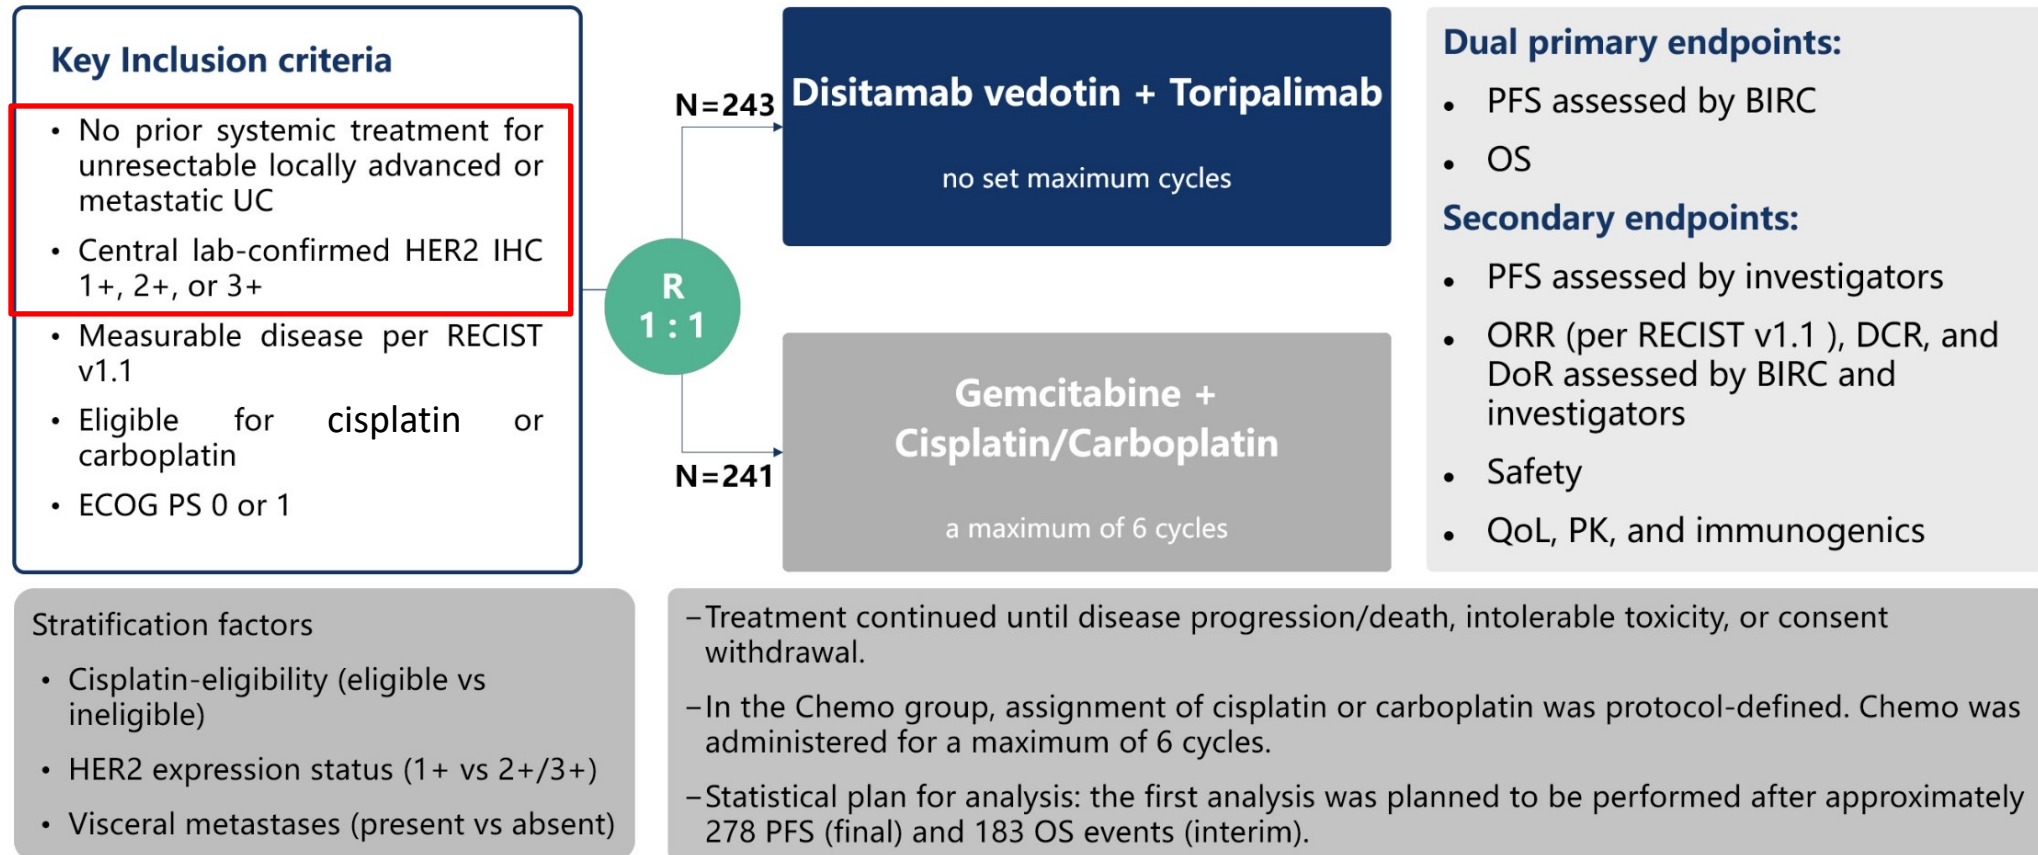 Key Inclusion criteria
• No prior systemic treatment for
unresectable locally advanced or
metastatic UC
• Central lab-confirmed HER2 IHC
1+, 2+, or 3+
• Measurable disease per RECIST
v1.1
• Eligible for cisplatin or
carboplatin
• ECOG PS 0 or 1
R
1 : 1
N=243
Disitamab vedotin + Toripalimab
no set maximum cycles
N=241
Gemcitabine +
Cisplatin/Carboplatin
a maximum of 6 cycles
Dual primary endpoints:
• PFS assessed by BIRC
• OS
Secondary endpoints:
• PFS assessed by investigators
• ORR (per RECIST v1.1 ), DCR, and
DoR assessed by BIRC and
investigators
• Safety
• QoL, PK, and immunogenics
Stratification factors
• Cisplatin-eligibility (eligible vs
ineligible)
• HER2 expression status (1+ vs 2+/3+)
• Visceral metastases (present vs absent)
–Treatment continued until disease progression/death, intolerable toxicity, or consent
withdrawal.
–In the Chemo group, assignment of cisplatin or carboplatin was protocol-defined. Chemo was
administered for a maximum of 6 cycles.
–Statistical plan for analysis: the first analysis was planned to be performed after approximately
278 PFS (final) and 183 OS events (interim).